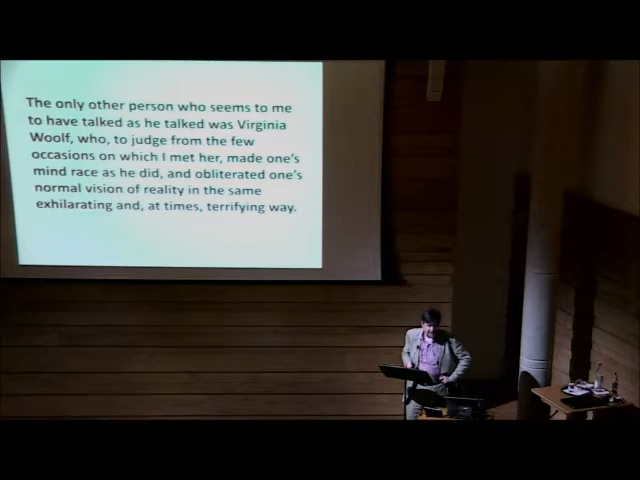 The only other person who seems to me
to have talked as he talked was Virginia
Woolf, who, to judge from the few
occasions on which I met her, made one's
mind race as he did, and obliterated one's
normal vision of reality in the same
exhilarating and, at times, terrifying way.